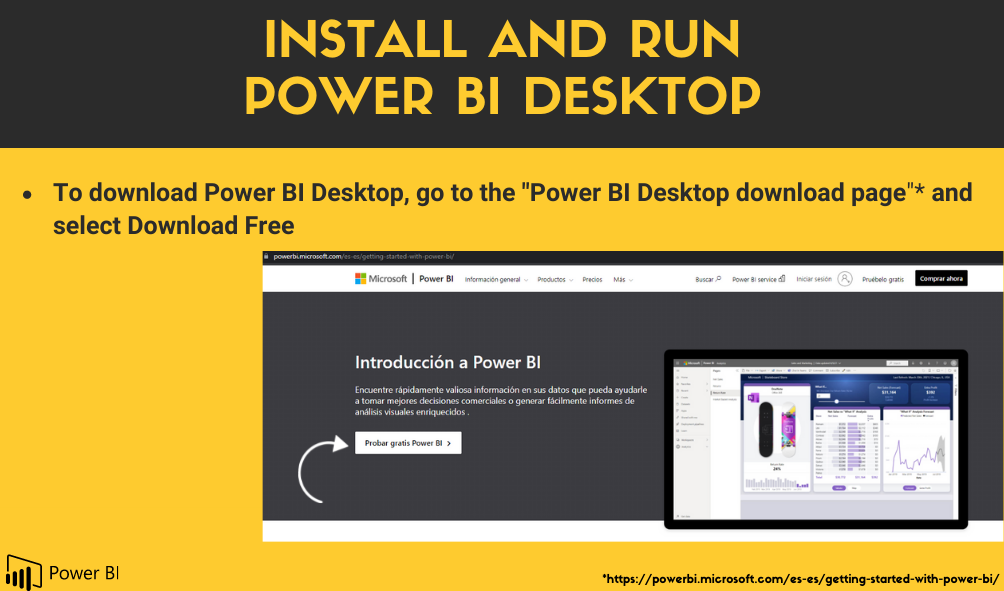 INSTALL AND RUN
POWER BI DESKTOP
• To download Power BI Desktop, go to the "Power BI Desktop download page"* and
select Download Free
powerbi.microsoft.com/es-es/getting-started-with-power-bi/
Microsoft | Power BI Información general Productos Precios Más Buscar Power BI service Iniciar sesión Pruébelo gratis Comprar ahora
Introducción a Power BI
Encuentre rápidamente valiosa información en sus datos que pueda ayudarle
a tomar mejores decisiones comerciales o generar fácilmente informes de
análisis visuales enriquecidos .
Probar gratis Power BI >
Power BI
*https://powerbi.microsoft.com/es-es/getting-started-with-power-bi/